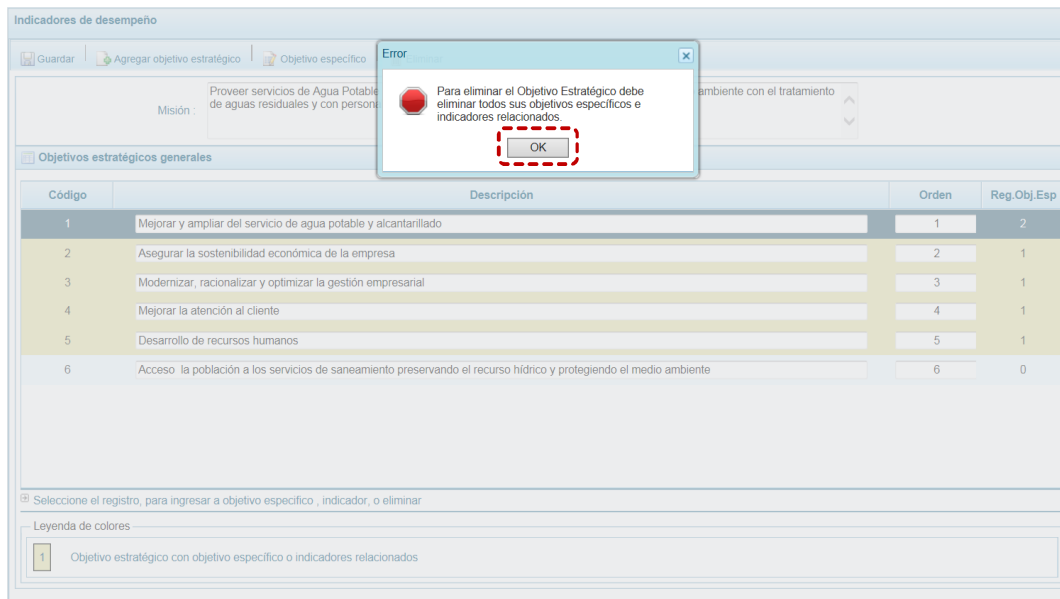 Indicadores de desempeño
Guardar Agregar objetivo estratégico Objetivo específico
Error
Para eliminar el Objetivo Estratégico debe
eliminar todos sus objetivos específicos e
indicadores relacionados.
OK
Misión :
Proveer servicios de Agua Potable ambiente con el tratamiento
de aguas residuales y con
Objetivos estratégicos generales
Código Descripción Orden Reg.Obj.Esp
1 Mejorar y ampliar del servicio de agua potable y alcantarillado 1 2
2 Asegurar la sostenibilidad económica de la empresa 2 1
3 Modernizar, racionalizar y optimizar la gestión empresarial 3 1
4 Mejorar la atención al cliente 4 1
5 Desarrollo de recursos humanos 5 1
6 Acceso la población a los servicios de saneamiento preservando el recurso hídrico y protegiendo el medio ambiente 6 0
Seleccione el registro, para ingresar a objetivo especifico , indicador, o eliminar
Leyenda de colores
1 Objetivo estratégico con objetivo específico o indicadores relacionados